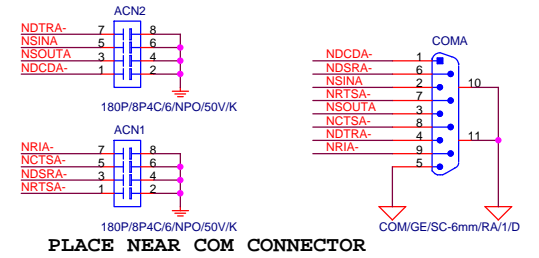 ACN2
NDTRA- 7 8
NSINA 5 6
NSOUTA 3 4
NDCDA- 1 2
180P/8P4C/6/NPO/50V/K
ACN1
NRIA- 7 8
NCTSA- 5 6
NDSRA- 3 4
NRTSA- 1 2
180P/8P4C/6/NPO/50V/K
PLACE NEAR COM CONNECTOR
COMA
NDCDA- 1
NDSRA- 6
NSINA 2 10
NRTSA- 7
NSOUTA 3
NCTSA- 8
NDTRA- 4 11
NRIA- 9
5
COM/GE/SC-6mm/RA/1/D